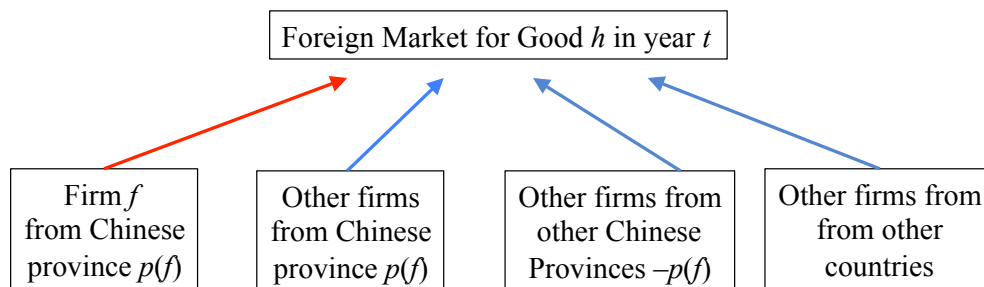 Foreign Market for Good h in year t
Firm f
from Chinese
province p(f)
Other firms
from Chinese
province p(f)
Other firms from
other Chinese
Provinces –p(f)
Other firms from
from other
countries